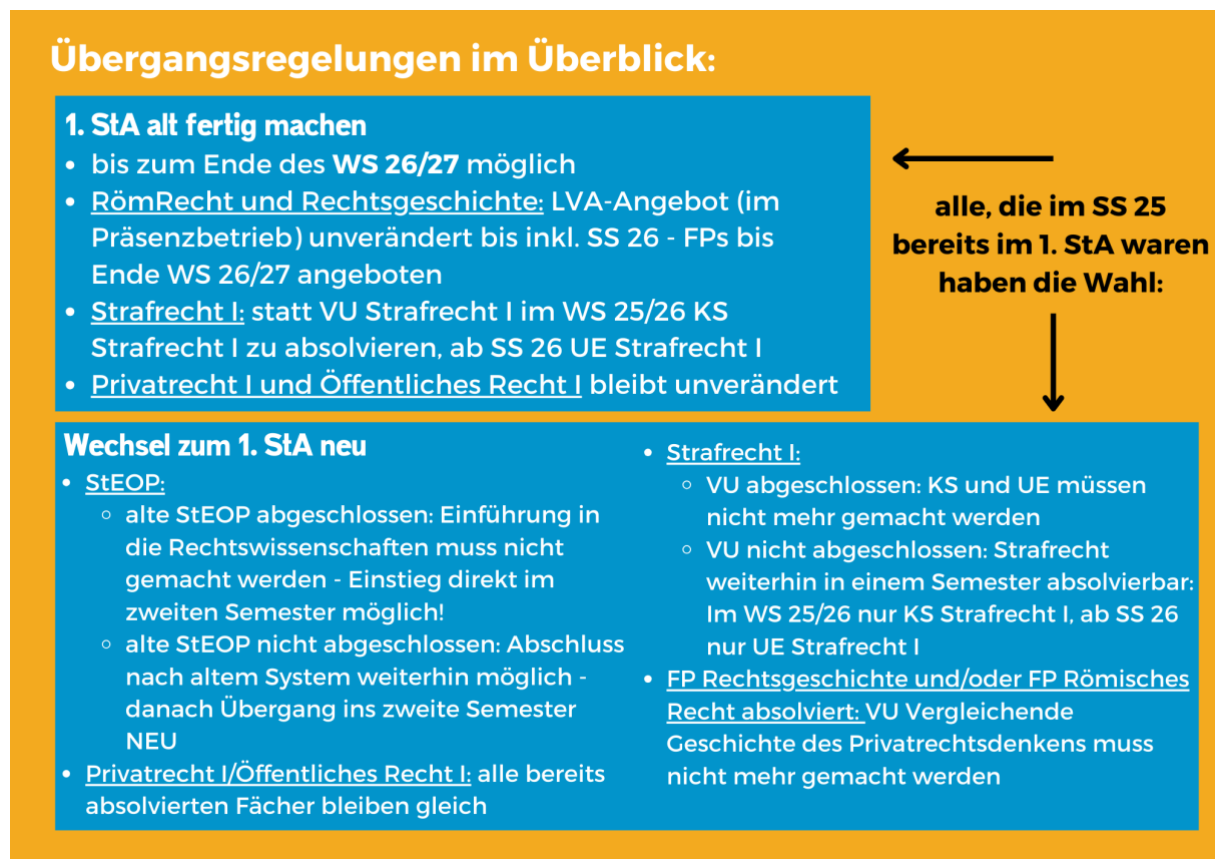 Übergangsregelungen im Überblick:
1. StA alt fertig machen
• bis zum Ende des WS 26/27 möglich
• RömRecht und Rechtsgeschichte: LVA-Angebot (im
Präsenzbetrieb) unverändert bis inkl. SS 26 - FPs bis
Ende WS 26/27 angeboten
• Strafrecht I: statt VU Strafrecht I im WS 25/26 KS
Strafrecht I zu absolvieren, ab SS 26 UE Strafrecht I
• Privatrecht I und Öffentliches Recht I bleibt unverändert
alle, die im SS 25
bereits im 1. StA waren
haben die Wahl:
Wechsel zum 1. StA neu
• StEOP:
◦ alte StEOP abgeschlossen: Einführung in
die Rechtswissenschaften muss nicht
gemacht werden - Einstieg direkt im
zweiten Semester möglich!
◦ alte StEOP nicht abgeschlossen: Abschluss
nach altem System weiterhin möglich -
danach Übergang ins zweite Semester
NEU
• Privatrecht I/Öffentliches Recht I: alle bereits
absolvierten Fächer bleiben gleich
• Strafrecht I:
◦ VU abgeschlossen: KS und UE müssen
nicht mehr gemacht werden
◦ VU nicht abgeschlossen: Strafrecht
weiterhin in einem Semester absolvierbar:
Im WS 25/26 nur KS Strafrecht I, ab SS 26
nur UE Strafrecht I
• FP Rechtsgeschichte und/oder FP Römisches
Recht absolviert: VU Vergleichende
Geschichte des Privatrechtsdenkens muss
nicht mehr gemacht werden